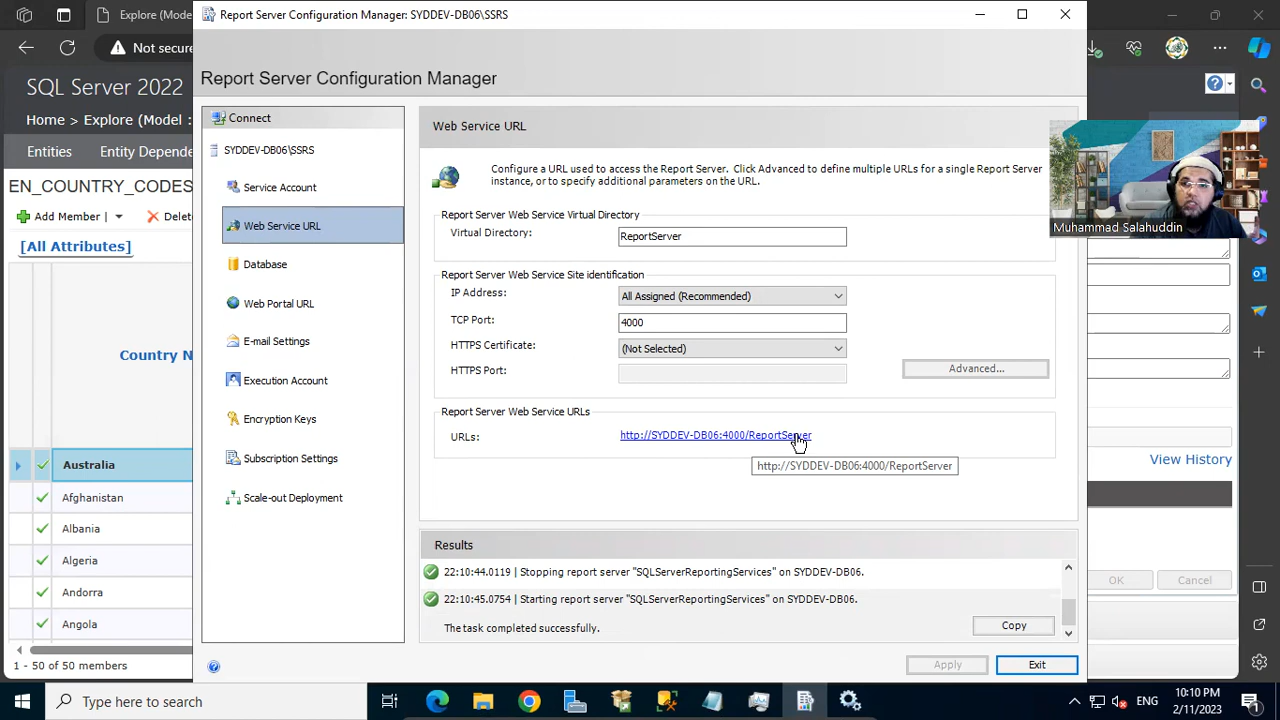 Explore (Model
Report Server Configuration Manager: SYDDEV-DB06\SSRS
Not secure
Report Server Configuration Manager
SQL Server 2022
Home > Explore (Model :
Entities
Entity Depende
EN_COUNTRY_CODES
Add Member
Delet
[All Attributes]
Country N
Australia
Afghanistan
Albania
Algeria
Andorra
Angola
1 - 50 of 50 members
Connect
SYDDEV-DB06\SSRS
Service Account
Web Service URL
Database
Web Portal URL
E-mail Settings
Execution Account
Encryption Keys
Subscription Settings
Scale-out Deployment
Web Service URL
Configure a URL used to access the Report Server. Click Advanced to define multiple URLs for a single Report Server
instance, or to specify additional parameters on the URL.
Report Server Web Service Virtual Directory
Virtual Directory:
ReportServer
Report Server Web Service Site identification
IP Address:
All Assigned (Recommended)
TCP Port:
4000
HTTPS Certificate:
(Not Selected)
HTTPS Port:
Advanced...
Report Server Web Service URLs
URLs:
http://SYDDEV-DB06:4000/ReportServer
http://SYDDEV-DB06:4000/ReportServer
Results
22:10:44.0119 | Stopping report server "SQLServerReportingServices" on SYDDEV-DB06.
22:10:45.0754 | Starting report server "SQLServerReportingServices" on SYDDEV-DB06.
The task completed successfully.
Copy
Apply
Exit
Muhammad Salahuddin
View History
OK
Cancel
Type here to search
ENG
10:10 PM
2/11/2023